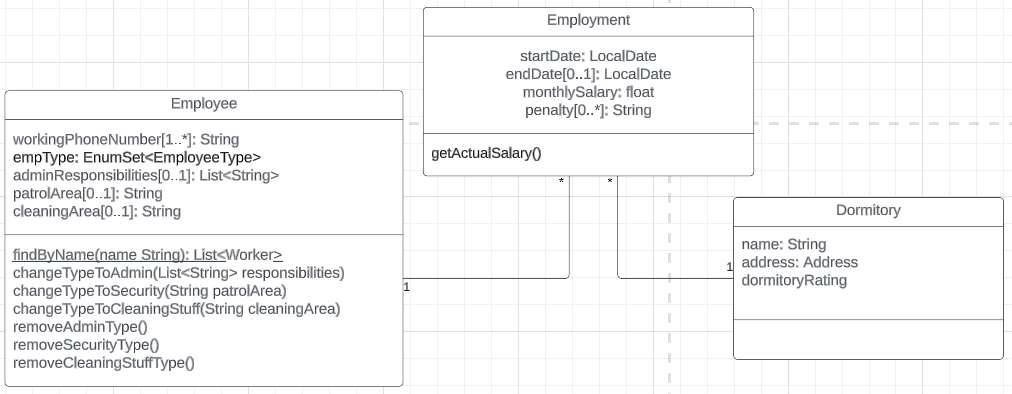 Employment
startDate: LocalDate
endDate[0..1]: LocalDate
monthlySalary: float
penalty[0..*]: String
getActualSalary()
*
*
Employee
workingPhoneNumber[1..*]: String
empType: EnumSet<EmployeeType>
adminResponsibilities[0..1]: List<String>
patrolArea[0..1]: String
cleaningArea[0..1]: String
findByName(name String): List<Worker>
changeTypeToAdmin(List<String> responsibilities)
changeTypeToSecurity(String patrolArea)
changeTypeToCleaningStuff(String cleaningArea)
removeAdminType()
removeSecurityType()
removeCleaningStuffType()
1
1
Dormitory
name: String
address: Address
dormitoryRating